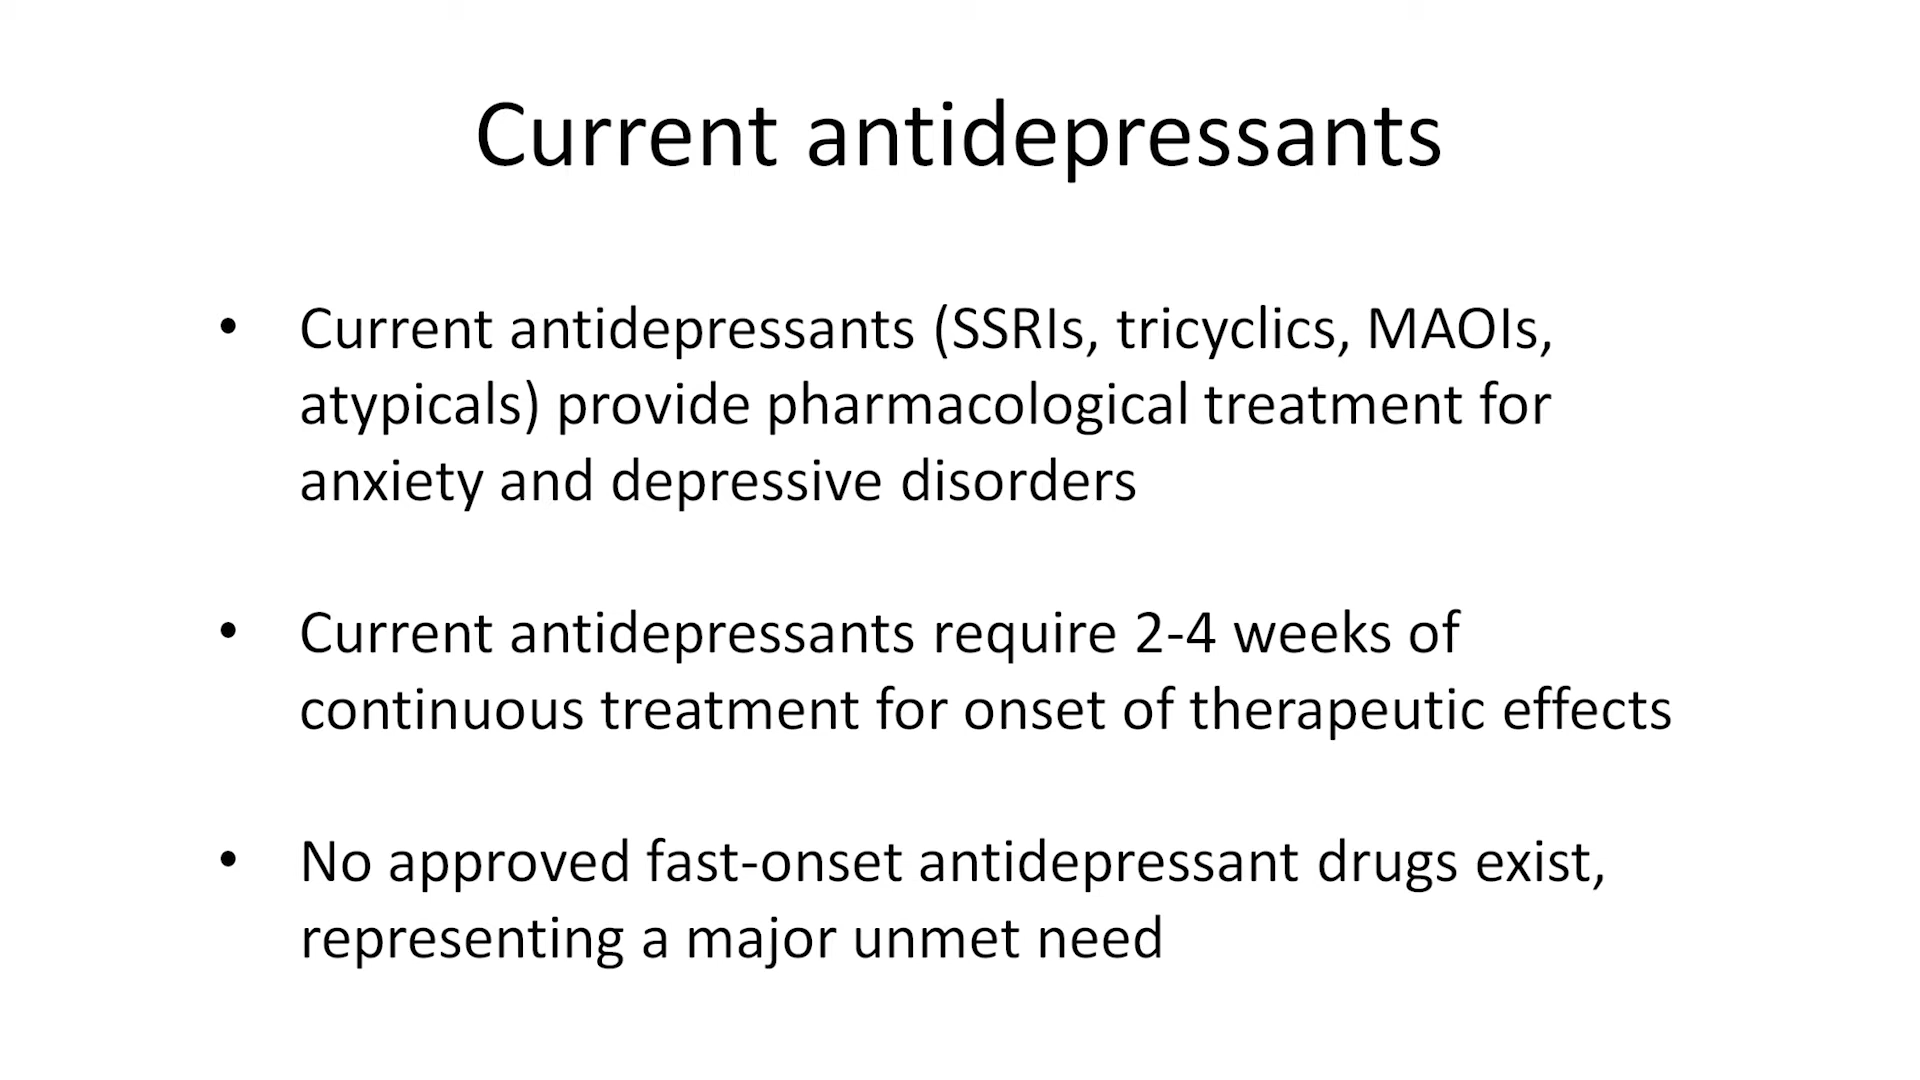 Current antidepressants
• Current antidepressants (SSRIs, tricyclics, MAOIs,
atypicals) provide pharmacological treatment for
anxiety and depressive disorders
• Current antidepressants require 2-4 weeks of
continuous treatment for onset of therapeutic effects
• No approved fast-onset antidepressant drugs exist,
representing a major unmet need